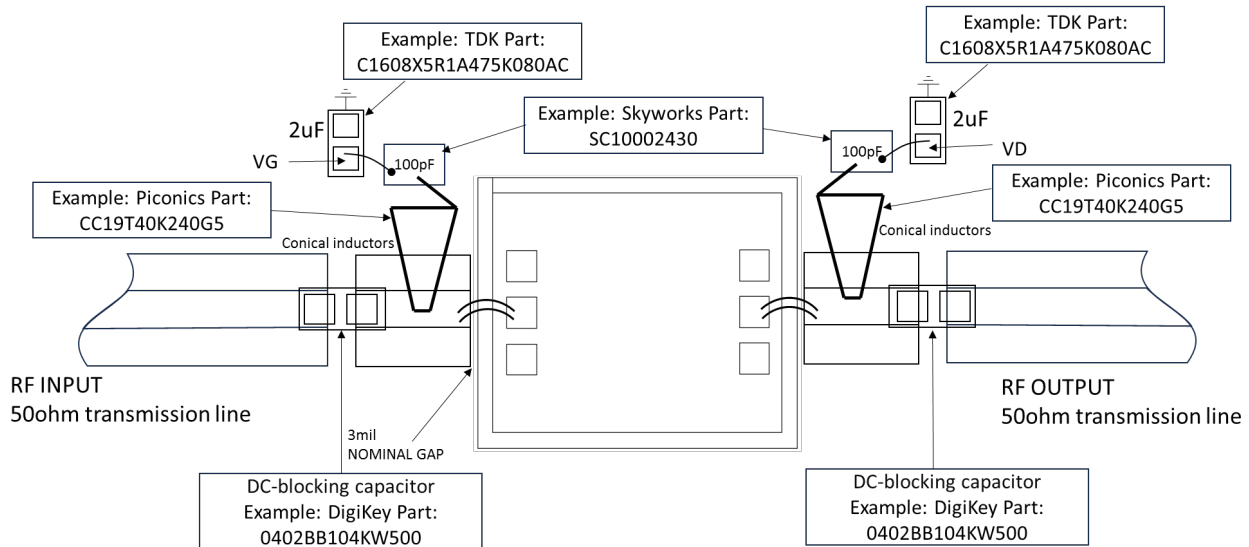 Example: TDK Part:
C1608X5R1A475K080AC
Example: TDK Part:
C1608X5R1A475K080AC
Example: Skyworks Part:
SC10002430
2uF
2uF
VG
100pF
100pF
VD
Example: Piconics Part:
CC19T40K240G5
Example: Piconics Part:
CC19T40K240G5
Conical inductors
Conical inductors
RF INPUT
50ohm transmission line
RF OUTPUT
50ohm transmission line
3mil
NOMINAL GAP
DC-blocking capacitor
Example: DigiKey Part:
0402BB104KW500
DC-blocking capacitor
Example: DigiKey Part:
0402BB104KW500